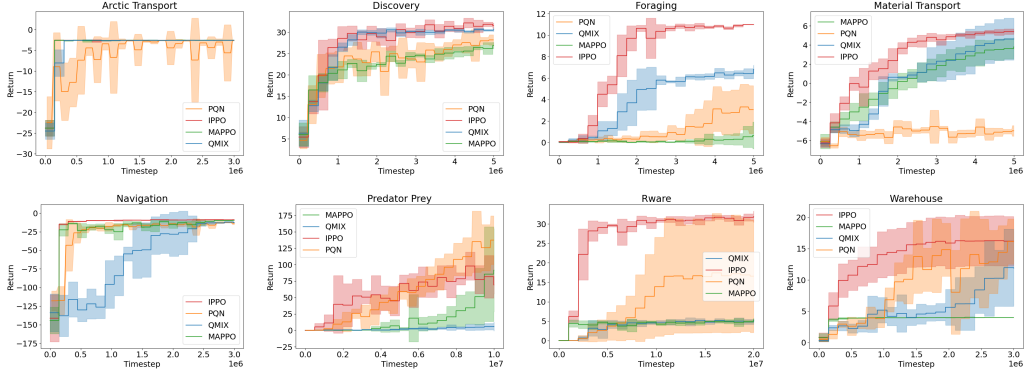 Arctic Transport
Return
0
−5
−10
−15
−20
−25
−30
0.0 0.5 1.0 1.5 2.0 2.5 3.0
Timestep 1e6
PQN
IPPO
MAPPO
QMIX
Discovery
Return
30
25
20
15
10
5
0 1 2 3 4 5
Timestep 1e6
PQN
IPPO
QMIX
MAPPO
Foraging
Return
12
10
8
6
4
2
0
0 1 2 3 4 5
Timestep 1e6
PQN
QMIX
MAPPO
IPPO
Material Transport
Return
6
4
2
0
−2
−4
−6
0 1 2 3 4 5
Timestep 1e6
MAPPO
PQN
QMIX
IPPO
Navigation
Return
0
−25
−50
−75
−100
−125
−150
−175
0.0 0.5 1.0 1.5 2.0 2.5 3.0
Timestep 1e6
IPPO
PQN
QMIX
MAPPO
Predator Prey
Return
175
150
125
100
75
50
25
0
−25
0.0 0.2 0.4 0.6 0.8 1.0
Timestep 1e7
MAPPO
QMIX
IPPO
PQN
Rware
Return
30
25
20
15
10
5
0
0.0 0.5 1.0 1.5 2.0
Timestep 1e7
QMIX
IPPO
PQN
MAPPO
Warehouse
Return
20
15
10
5
0
0.0 0.5 1.0 1.5 2.0 2.5 3.0
Timestep 1e6
IPPO
MAPPO
QMIX
PQN